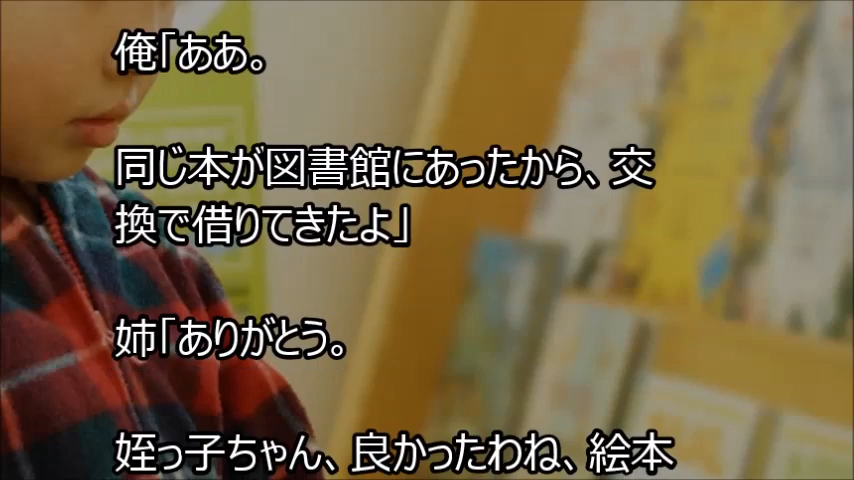 俺「ああ。
同じ本が図書館にあったから、交
換で借りてきたよ」
姉「ありがとう。
姪っ子ちゃん、良かったわね、絵本